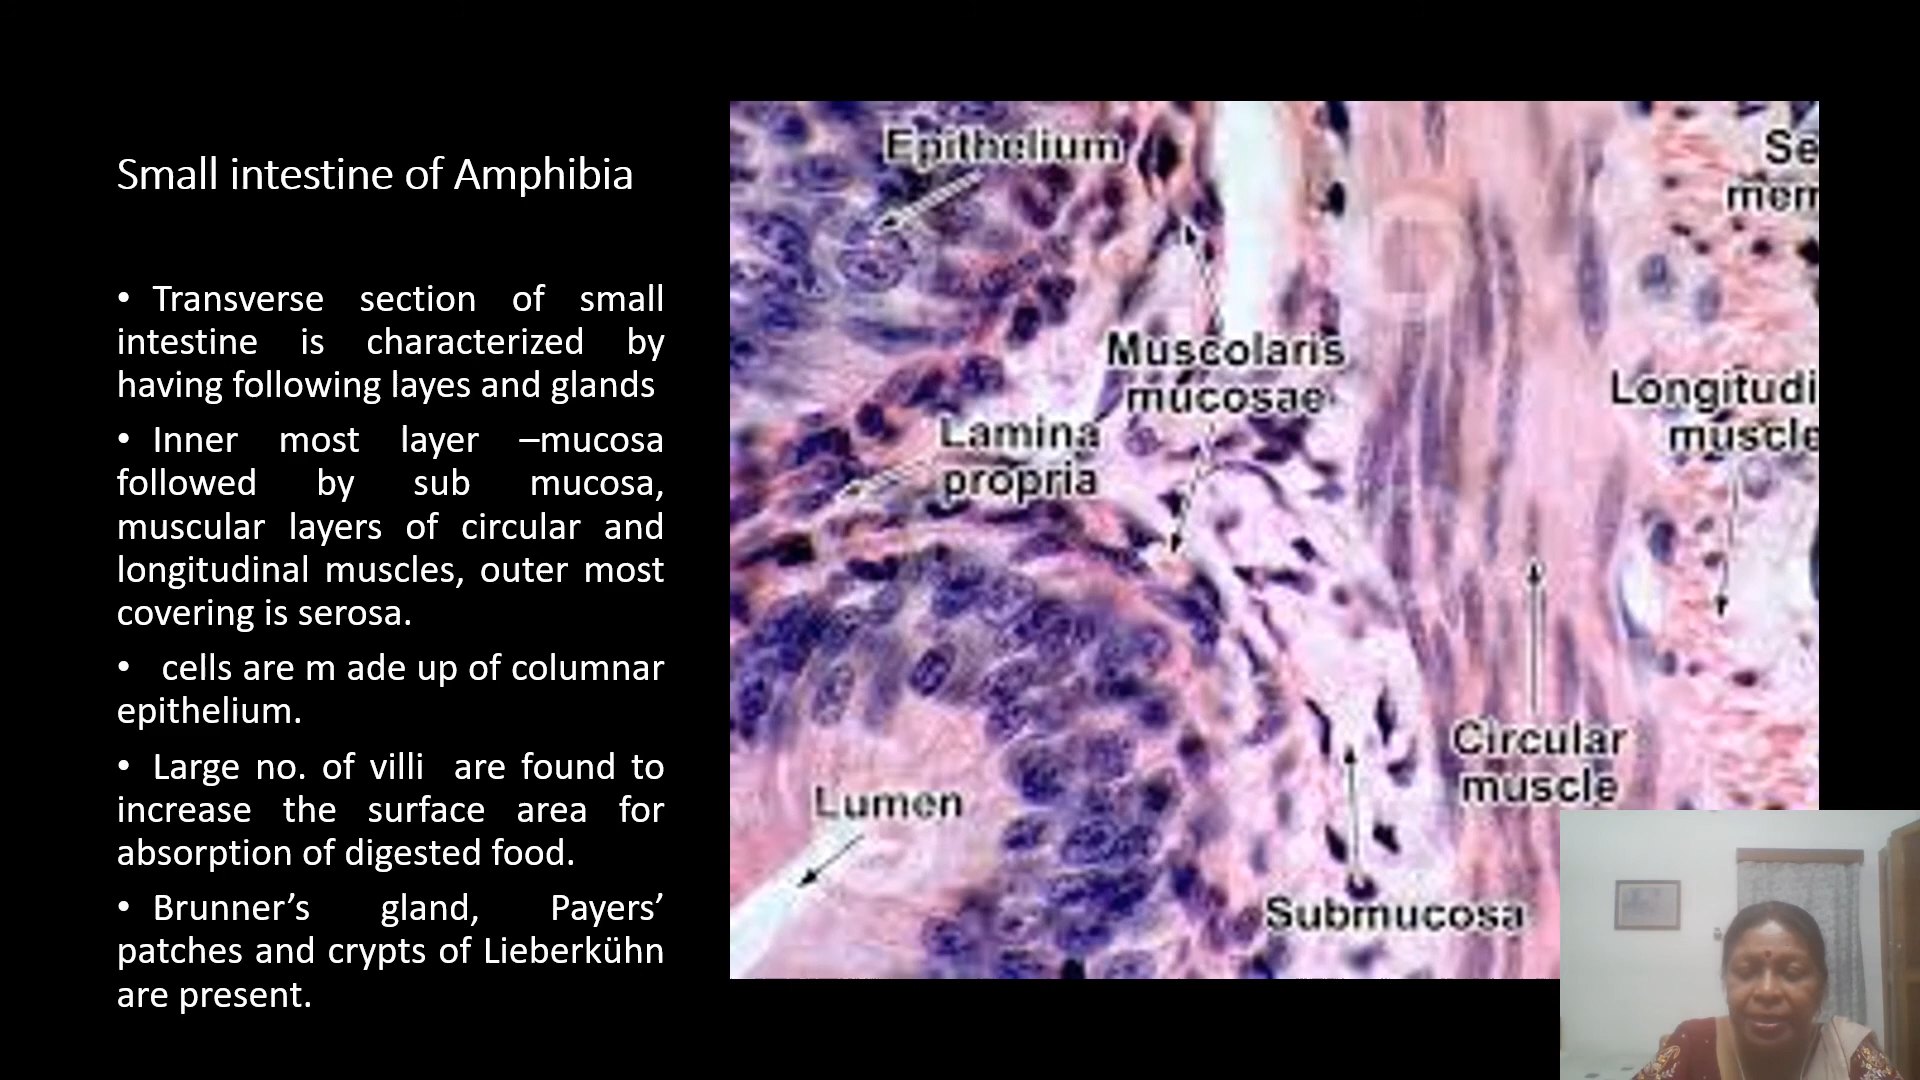 Small intestine of Amphibia
• Transverse section of small
intestine is characterized by
having following layes and glands
• Inner most layer –mucosa
followed by sub mucosa,
muscular layers of circular and
longitudinal muscles, outer most
covering is serosa.
• cells are m ade up of columnar
epithelium.
• Large no. of villi are found to
increase the surface area for
absorption of digested food.
• Brunner’s gland, Payers’
patches and crypts of Lieberkühn
are present.
Epithelium
Se
mem
Muscolaris
mucosae
Longitudi
muscle
Lamina
propria
Circular
muscle
Lumen
Submucosa